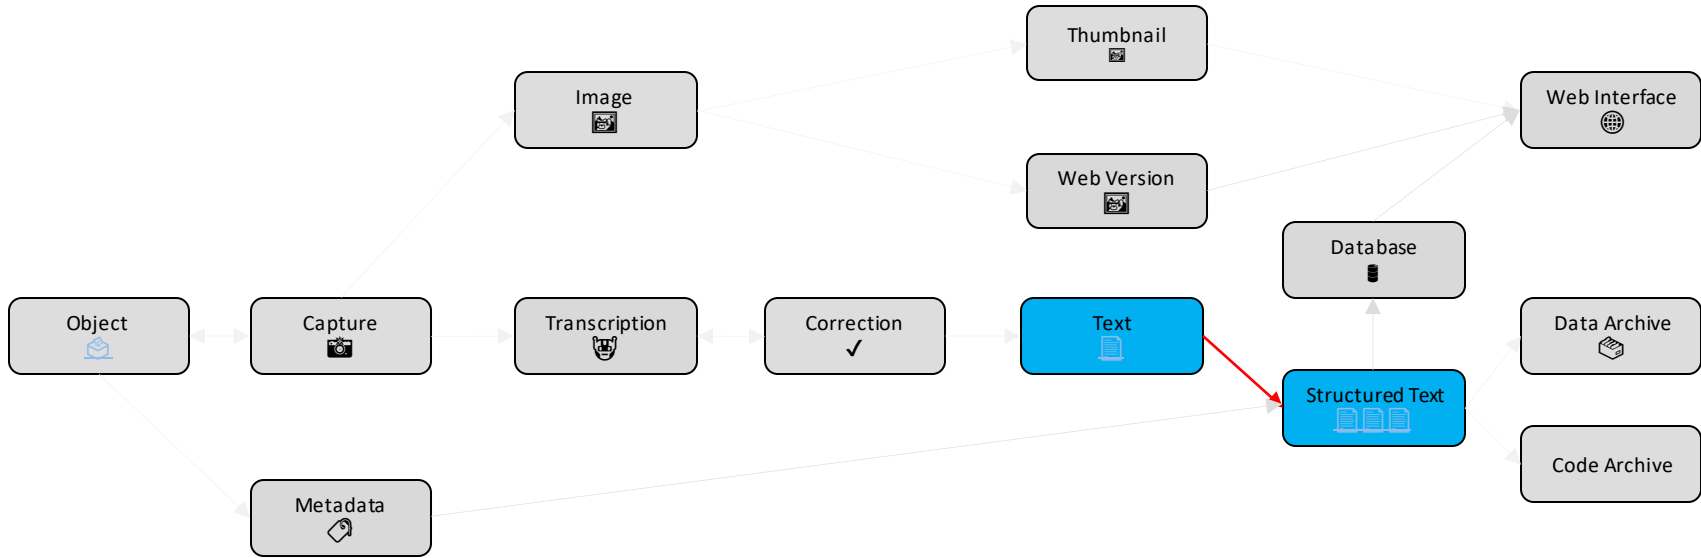 Thumbnail
Image
Web Interface
Web Version
Database
Object
Capture
Transcription
Correction
Text
Data Archive
Structured Text
Code Archive
Metadata